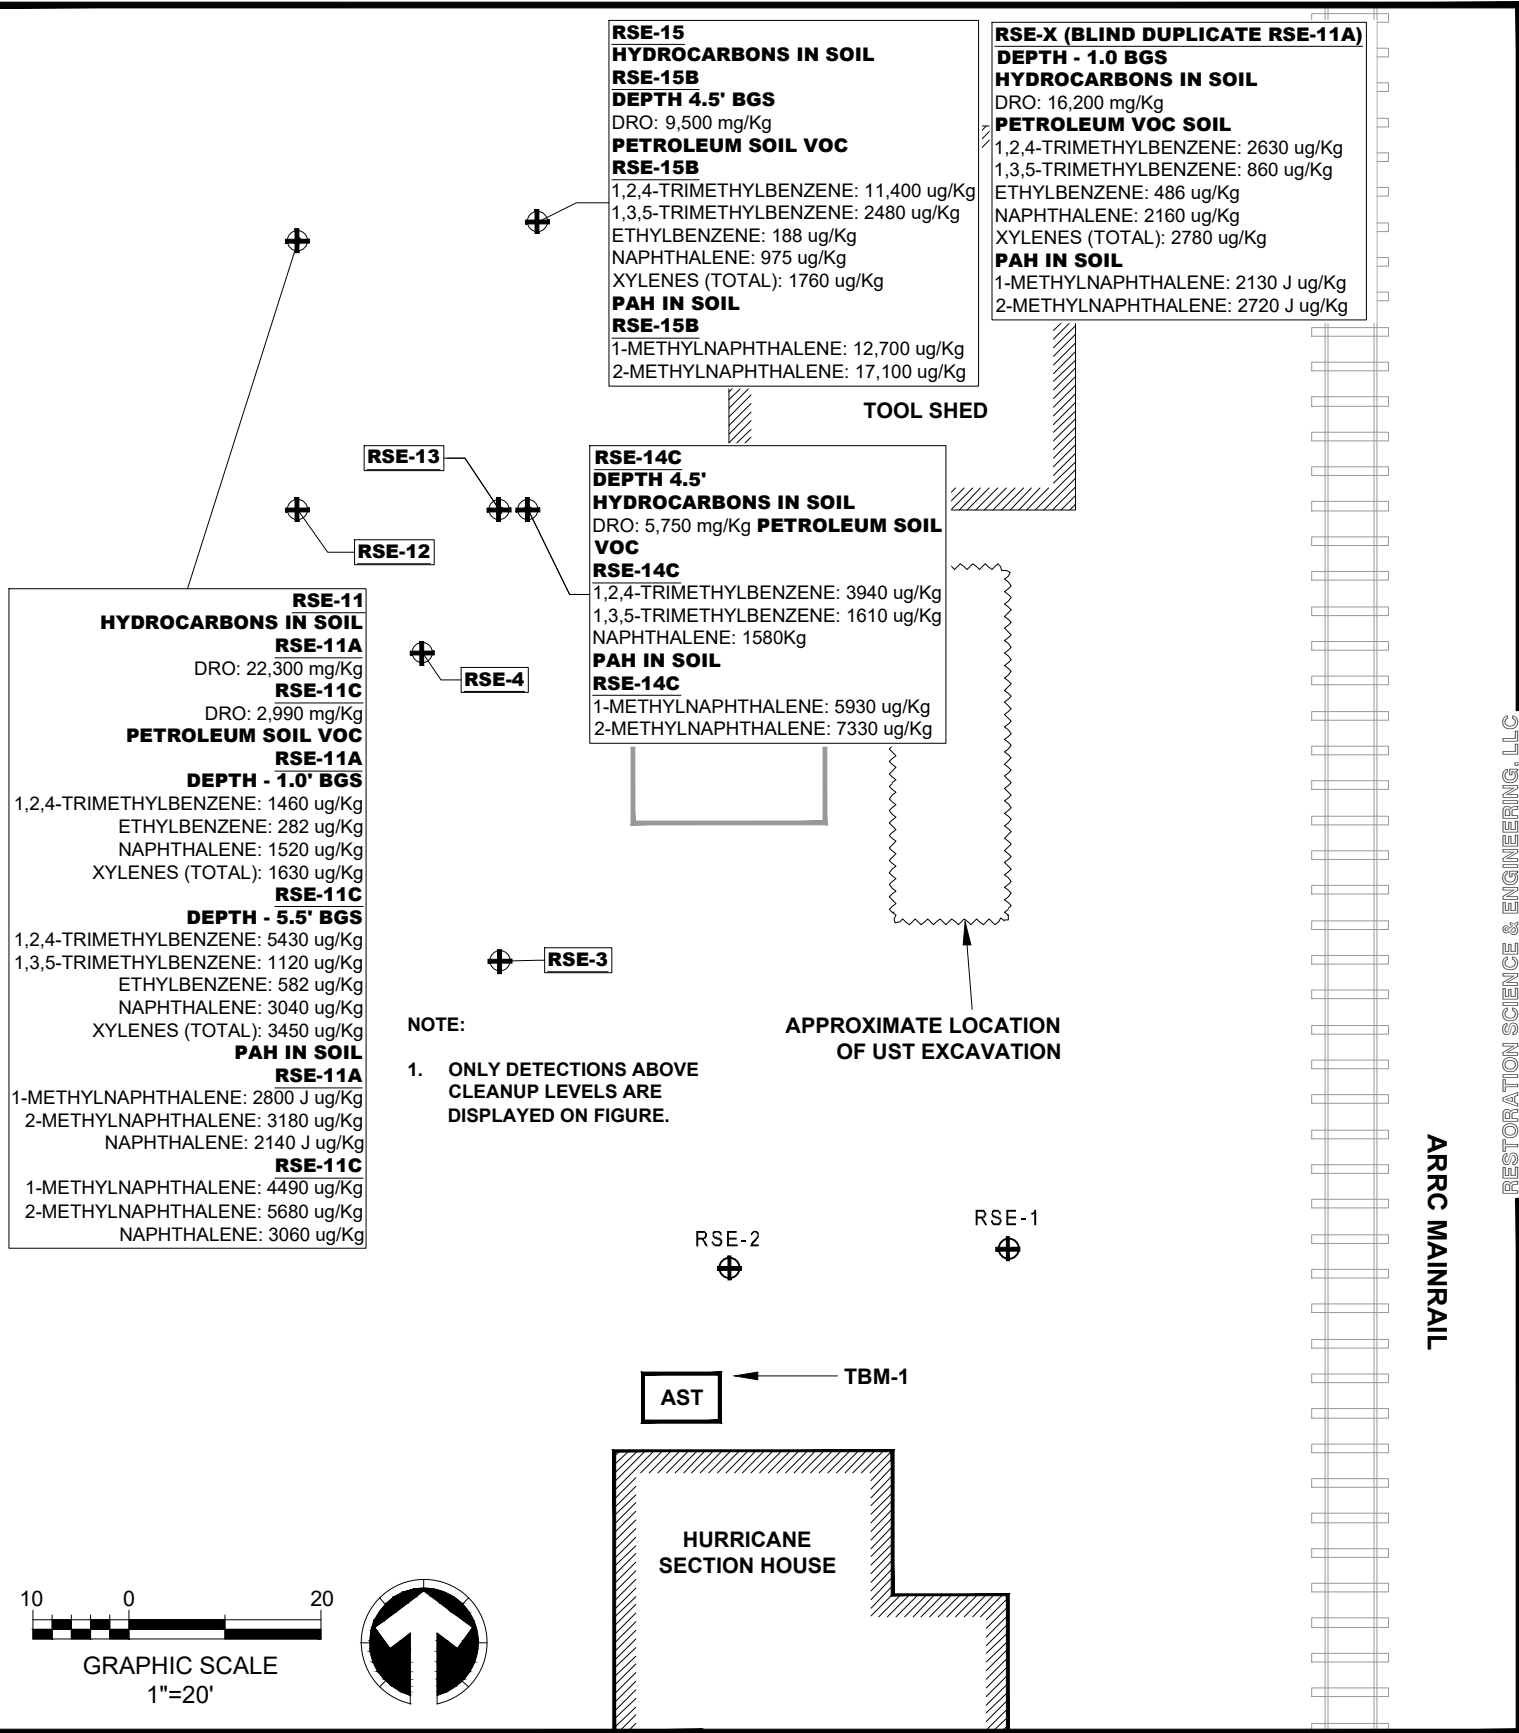 RSE-15
HYDROCARBONS IN SOIL
RSE-15B
DEPTH 4.5' BGS
DRO: 9,500 mg/Kg
PETROLEUM SOIL VOC
RSE-15B
1,2,4-TRIMETHYLBENZENE: 11,400 ug/Kg
1,3,5-TRIMETHYLBENZENE: 2480 ug/Kg
ETHYLBENZENE: 188 ug/Kg
NAPHTHALENE: 975 ug/Kg
XYLENES (TOTAL): 1760 ug/Kg
PAH IN SOIL
RSE-15B
1-METHYLNAPHTHALENE: 12,700 ug/Kg
2-METHYLNAPHTHALENE: 17,100 ug/Kg
RSE-X (BLIND DUPLICATE RSE-11A)
DEPTH - 1.0 BGS
HYDROCARBONS IN SOIL
DRO: 16,200 mg/Kg
PETROLEUM VOC SOIL
1,2,4-TRIMETHYLBENZENE: 2630 ug/Kg
1,3,5-TRIMETHYLBENZENE: 860 ug/Kg
ETHYLBENZENE: 486 ug/Kg
NAPHTHALENE: 2160 ug/Kg
XYLENES (TOTAL): 2780 ug/Kg
PAH IN SOIL
1-METHYLNAPHTHALENE: 2130 J ug/Kg
2-METHYLNAPHTHALENE: 2720 J ug/Kg
TOOL SHED
RSE-13
RSE-12
RSE-14C
DEPTH 4.5'
HYDROCARBONS IN SOIL
DRO: 5,750 mg/Kg PETROLEUM SOIL
VOC
RSE-14C
1,2,4-TRIMETHYLBENZENE: 3940 ug/Kg
1,3,5-TRIMETHYLBENZENE: 1610 ug/Kg
NAPHTHALENE: 1580Kg
PAH IN SOIL
RSE-14C
1-METHYLNAPHTHALENE: 5930 ug/Kg
2-METHYLNAPHTHALENE: 7330 ug/Kg
RSE-11
HYDROCARBONS IN SOIL
RSE-11A
DRO: 22,300 mg/Kg
RSE-11C
DRO: 2,990 mg/Kg
PETROLEUM SOIL VOC
RSE-11A
DEPTH - 1.0' BGS
1,2,4-TRIMETHYLBENZENE: 1460 ug/Kg
ETHYLBENZENE: 282 ug/Kg
NAPHTHALENE: 1520 ug/Kg
XYLENES (TOTAL): 1630 ug/Kg
RSE-11C
DEPTH - 5.5' BGS
1,2,4-TRIMETHYLBENZENE: 5430 ug/Kg
1,3,5-TRIMETHYLBENZENE: 1120 ug/Kg
ETHYLBENZENE: 582 ug/Kg
NAPHTHALENE: 3040 ug/Kg
XYLENES (TOTAL): 3450 ug/Kg
PAH IN SOIL
RSE-11A
1-METHYLNAPHTHALENE: 2800 J ug/Kg
2-METHYLNAPHTHALENE: 3180 ug/Kg
NAPHTHALENE: 2140 J ug/Kg
RSE-11C
1-METHYLNAPHTHALENE: 4490 ug/Kg
2-METHYLNAPHTHALENE: 5680 ug/Kg
NAPHTHALENE: 3060 ug/Kg
RSE-4
RSE-3
NOTE:
1. ONLY DETECTIONS ABOVE
CLEANUP LEVELS ARE
DISPLAYED ON FIGURE.
APPROXIMATE LOCATION
OF UST EXCAVATION
RSE-2
RSE-1
TBM-1
AST
HURRICANE
SECTION HOUSE
ARRC MAINRAIL
RESTORATION SCIENCE & ENGINEERING, LLC
10 0 20
GRAPHIC SCALE
1"=20'